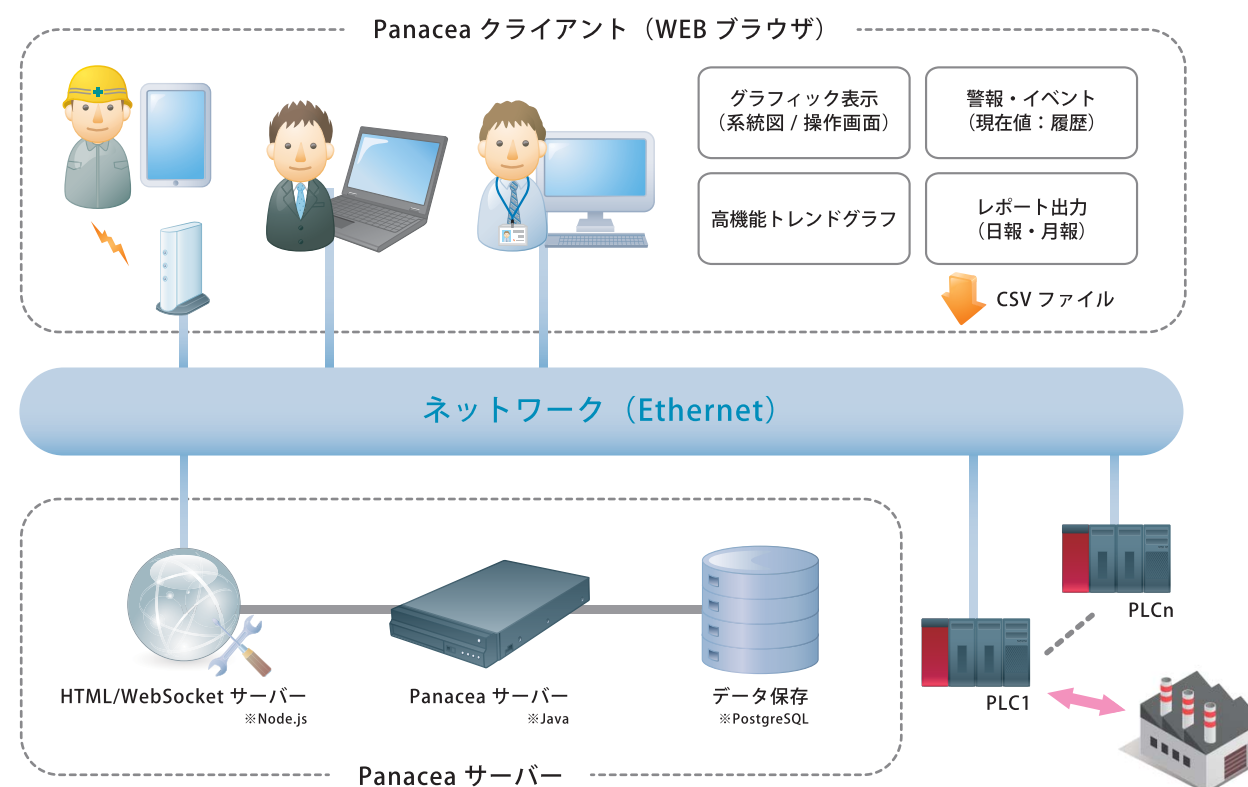 Panacea クライアント（WEB ブラウザ）
グラフィック表示
（系統図 / 操作画面）
警報・イベント
（現在値：履歴）
高機能トレンドグラフ
レポート出力
（日報・月報）
CSV ファイル
ネットワーク（Ethernet）
HTML/WebSocket サーバー
※Node.js
Panacea サーバー
※Java
データ保存
※PostgreSQL
PLCn
PLC1
Panacea サーバー